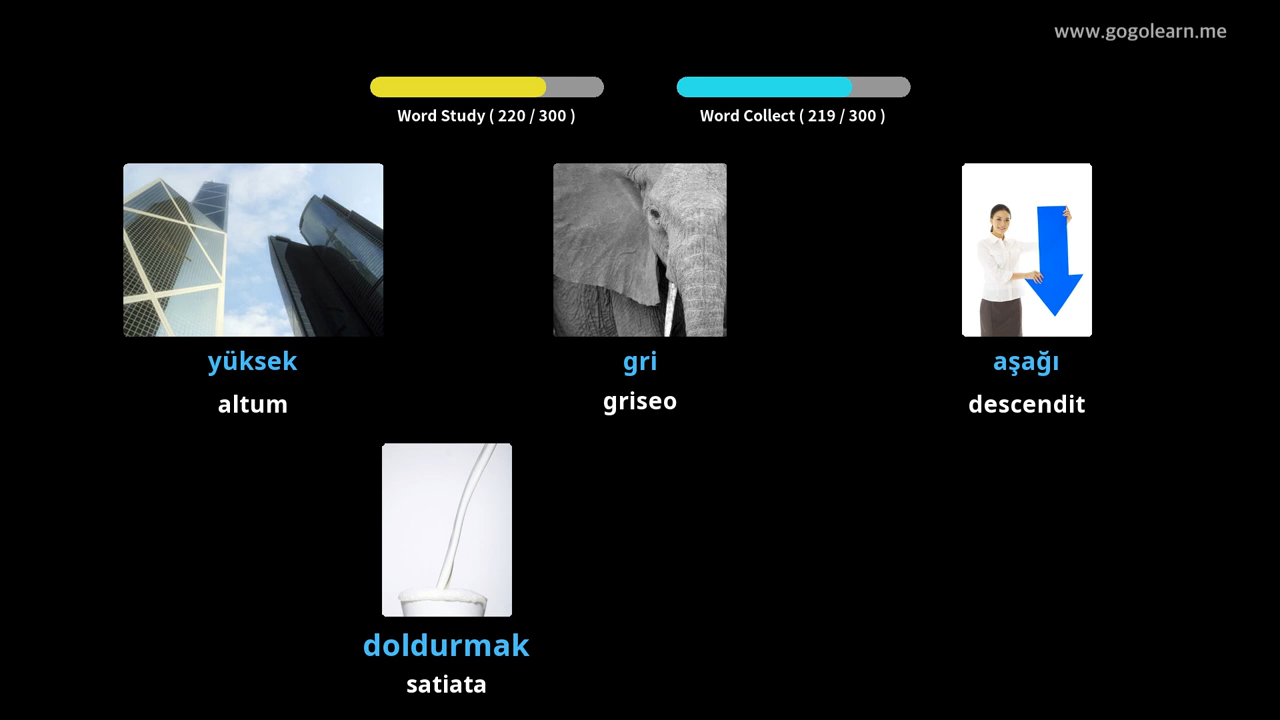 www.gogolearn.me
Word Study ( 220 / 300 )
Word Collect ( 219 / 300 )
yüksek
gri
aşağı
altum
griseo
descendit
doldurmak
satiata